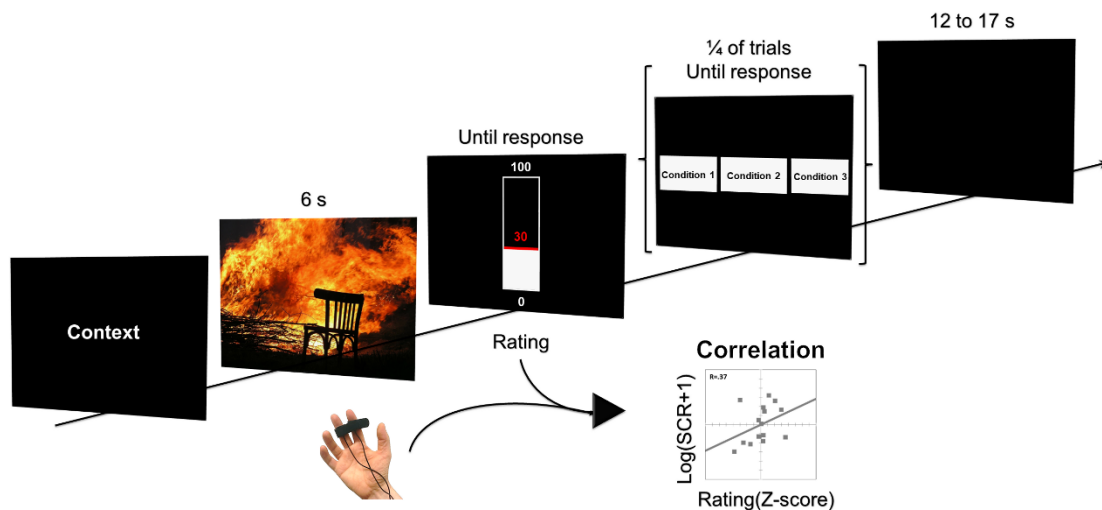 12 to 17 s
¼ of trials
Until response
Until response
6 s
Context
100
30
0
Condition 1
Condition 2
Condition 3
Rating
Correlation
R=.37
Log(SCR+1)
Rating(Z-score)